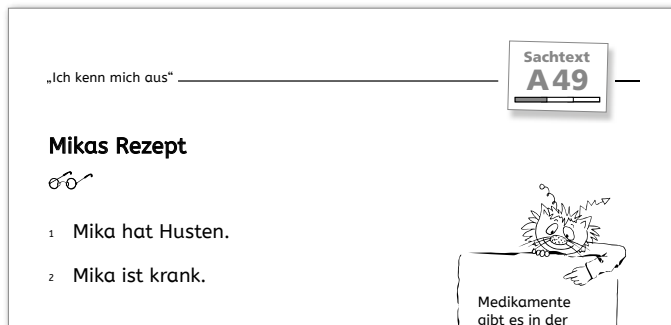 „Ich kenn mich aus“
Sachtext
A 49
Mikas Rezept
1 Mika hat Husten.
2 Mika ist krank.
Medikamente
gibt es in der